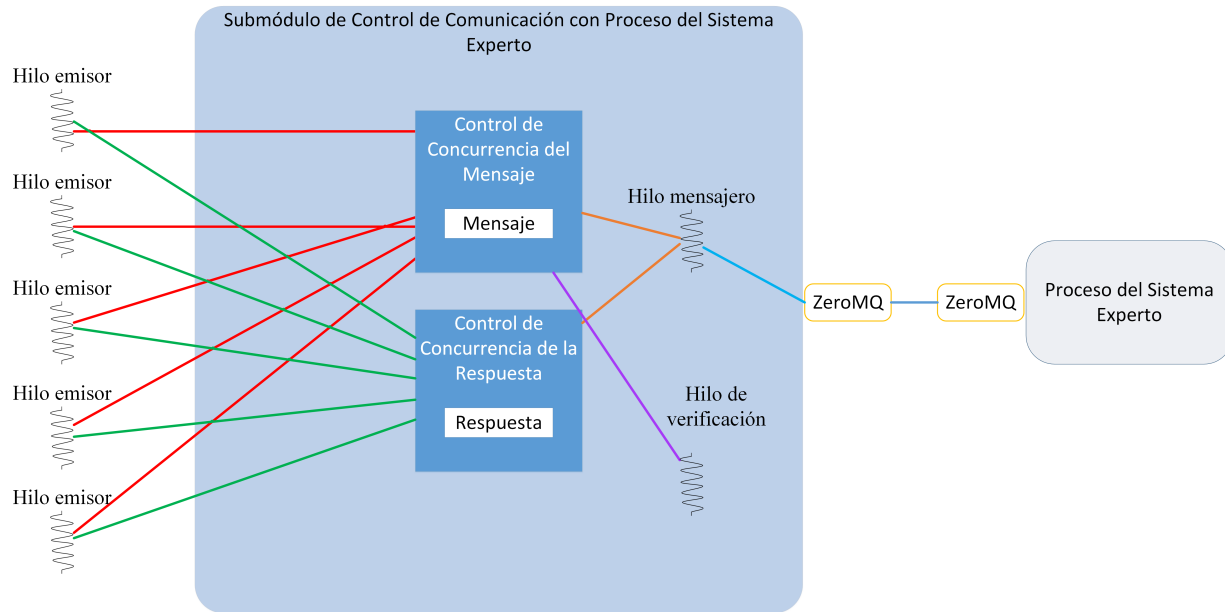 Submódulo de Control de Comunicación con Proceso del Sistema
Experto
Hilo emisor
Hilo emisor
Hilo emisor
Hilo emisor
Hilo emisor
Control de
Concurrencia del
Mensaje
Mensaje
Control de
Concurrencia de la
Respuesta
Respuesta
Hilo mensajero
Hilo de
verificación
ZeroMQ
ZeroMQ
Proceso del Sistema
Experto